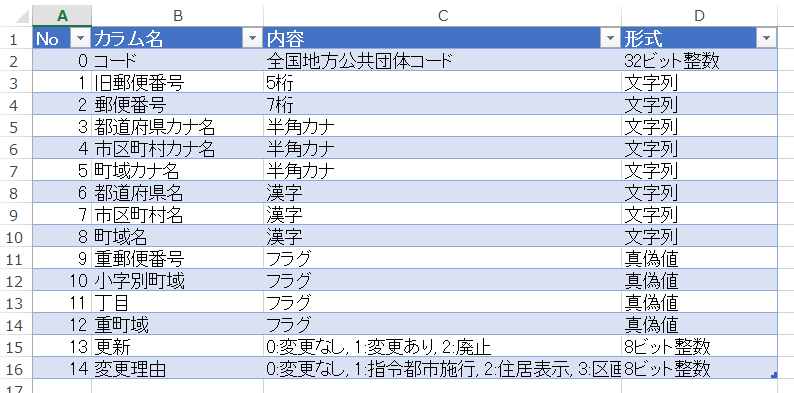 A B C D
1 No カラム名 内容 形式
2 0 コード 全国地方公共団体コード 32ビット整数
3 1 旧郵便番号 5桁 文字列
4 2 郵便番号 7桁 文字列
5 3 都道府県カナ名 半角カナ 文字列
6 4 市区町村カナ名 半角カナ 文字列
7 5 町域カナ名 半角カナ 文字列
8 6 都道府県名 漢字 文字列
9 7 市区町村名 漢字 文字列
10 8 町域名 漢字 文字列
11 9 重郵便番号 フラグ 真偽値
12 10 小字別町域 フラグ 真偽値
13 11 丁目 フラグ 真偽値
14 12 重町域 フラグ 真偽値
15 13 更新 0:変更なし, 1:変更あり, 2:廃止 8ビット整数
16 14 変更理由 0:変更なし, 1:指令都市施行, 2:住居表示, 3:区画 8ビット整数
17